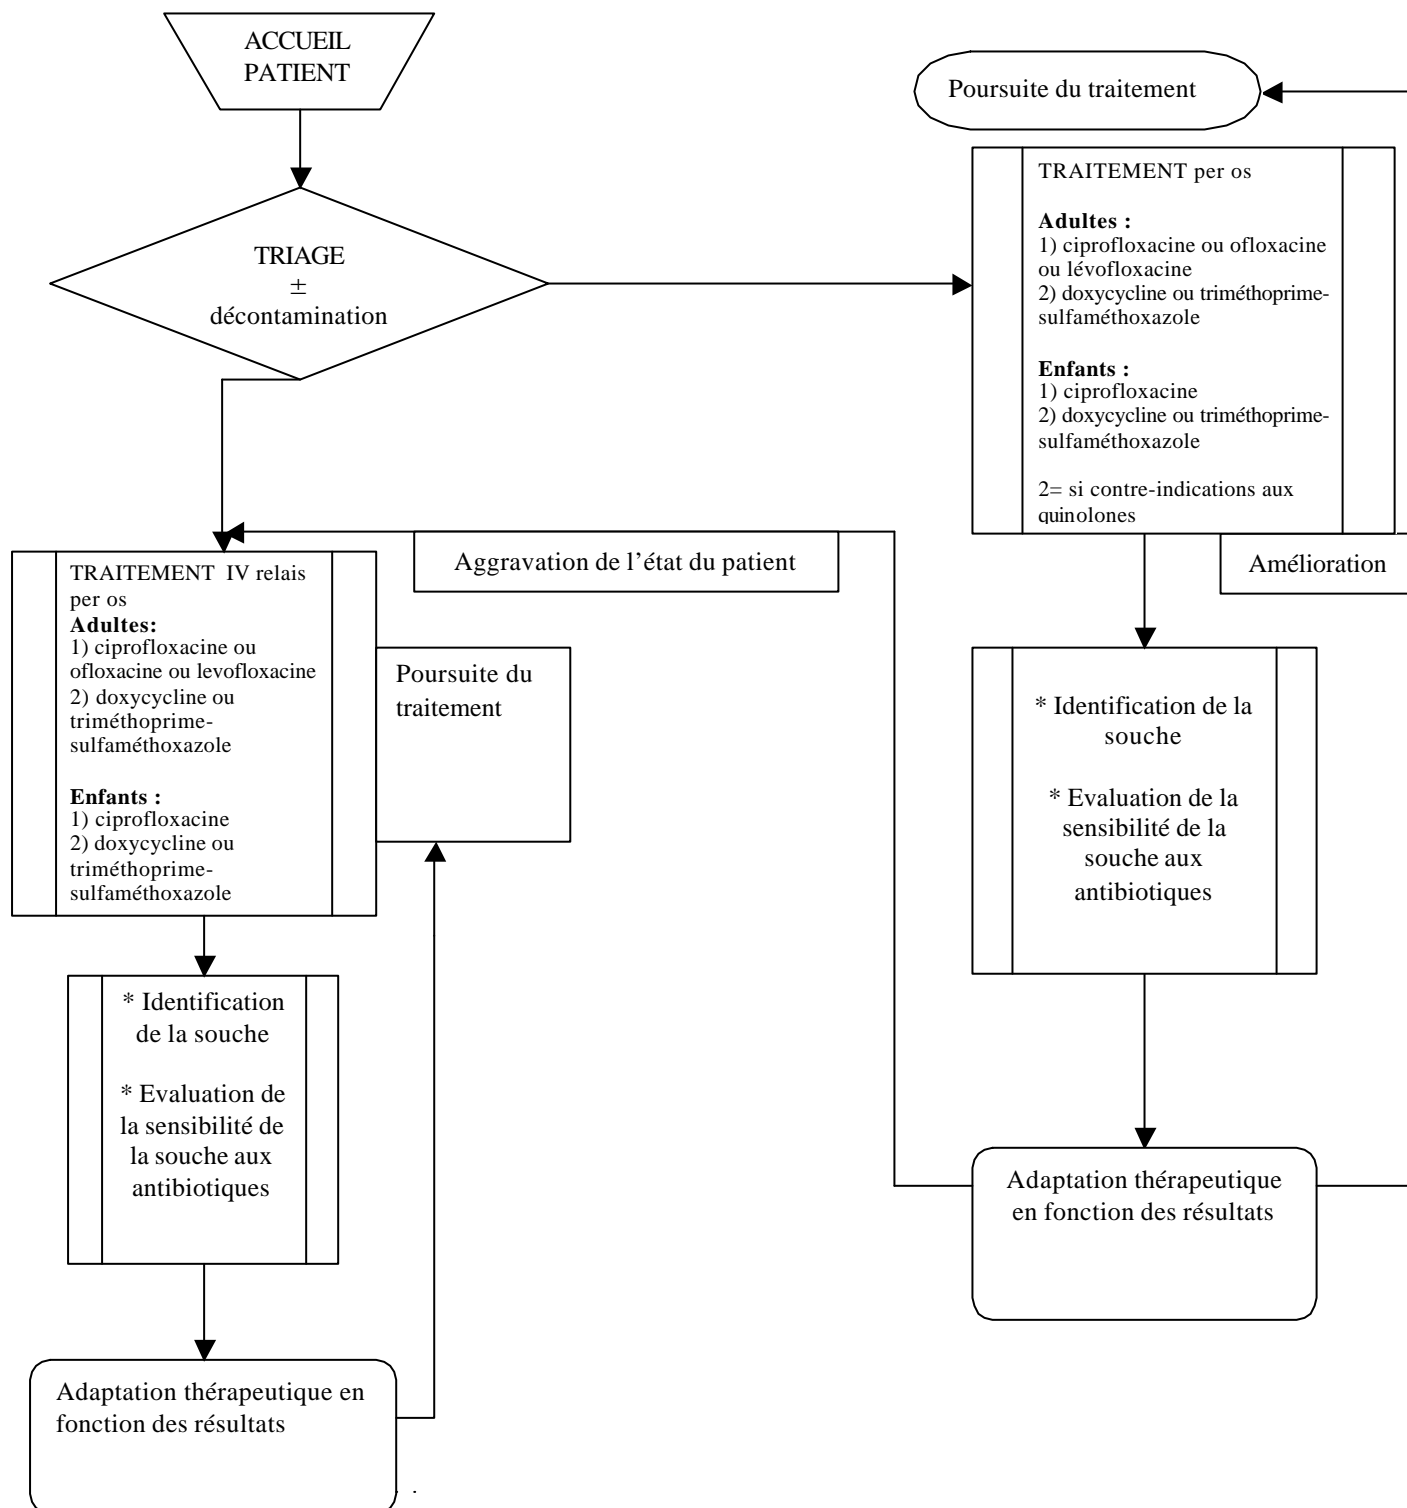 ACCUEIL
PATIENT
Poursuite du traitement
TRIAGE
±
décontamination
TRAITEMENT per os
Adultes :
1) ciprofloxacine ou ofloxacine
ou lévofloxacine
2) doxycycline ou triméthoprime-
sulfaméthoxazole
Enfants :
1) ciprofloxacine
2) doxycycline ou triméthoprime-
sulfaméthoxazole
2= si contre-indications aux
quinolones
Aggravation de l’état du patient
Amélioration
TRAITEMENT IV relais
per os
Adultes:
1) ciprofloxacine ou
ofloxacine ou levofloxacine
2) doxycycline ou
triméthoprime-
sulfaméthoxazole
Enfants :
1) ciprofloxacine
2) doxycycline ou
triméthoprime-
sulfaméthoxazole
Poursuite du
traitement
* Identification de la
souche
* Evaluation de la
sensibilité de la
souche aux
antibiotiques
* Identification
de la souche
* Evaluation de
la sensibilité de
la souche aux
antibiotiques
Adaptation thérapeutique
en fonction des résultats
Adaptation thérapeutique en
fonction des résultats